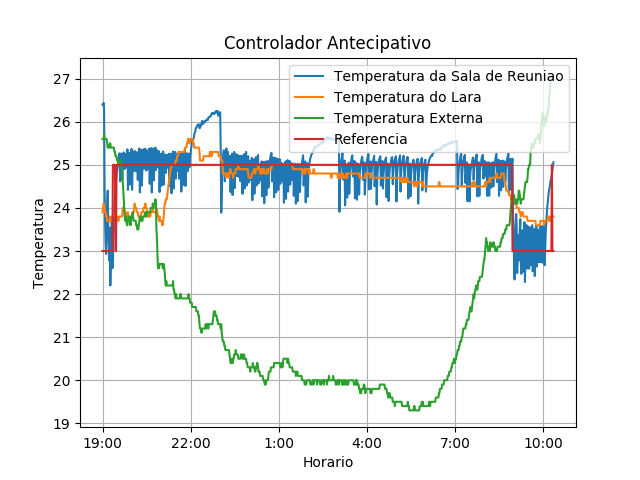 Controlador Antecipativo
Temperatura da Sala de Reuniao
Temperatura do Lara
Temperatura Externa
Referencia
Temperatura
27
26
25
24
23
22
21
20
19
19:00 22:00 1:00 4:00 7:00 10:00
Horario